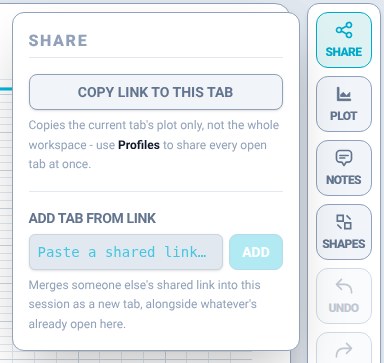 SHARE
COPY LINK TO THIS TAB
Copies the current tab's plot only, not the whole
workspace - use Profiles to share every open
tab at once.
ADD TAB FROM LINK
Paste a shared link…
ADD
Merges someone else's shared link into this
session as a new tab, alongside whatever's
already open here.
SHARE
PLOT
NOTES
SHAPES
UNDO